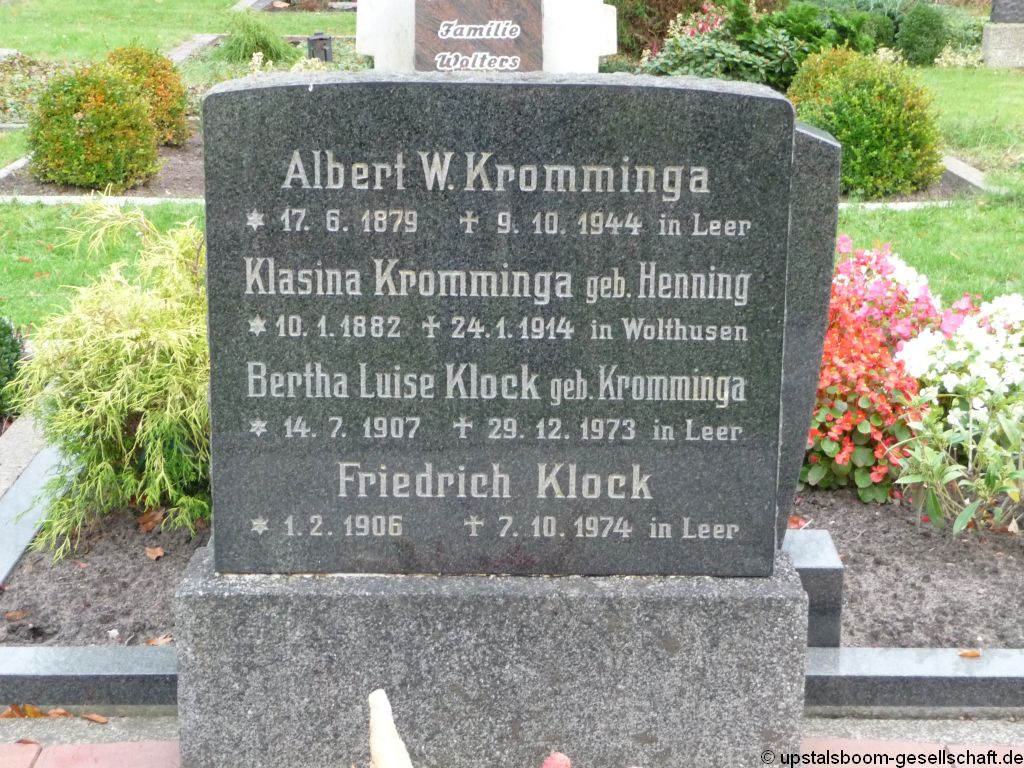 Familie
Wolters
Albert W. Kromminga
* 17. 6. 1879 ✝ 9. 10. 1944 in Leer
Klasina Kromminga geb. Henning
* 10. 1. 1882 ✝ 24. 1. 1914 in Wolthusen
Bertha Luise Klock geb. Kromminga
* 14. 7. 1907 ✝ 29. 12. 1973 in Leer
Friedrich Klock
* 1. 2. 1906 ✝ 7. 10. 1974 in Leer
© upstalsboom-gesellschaft.de